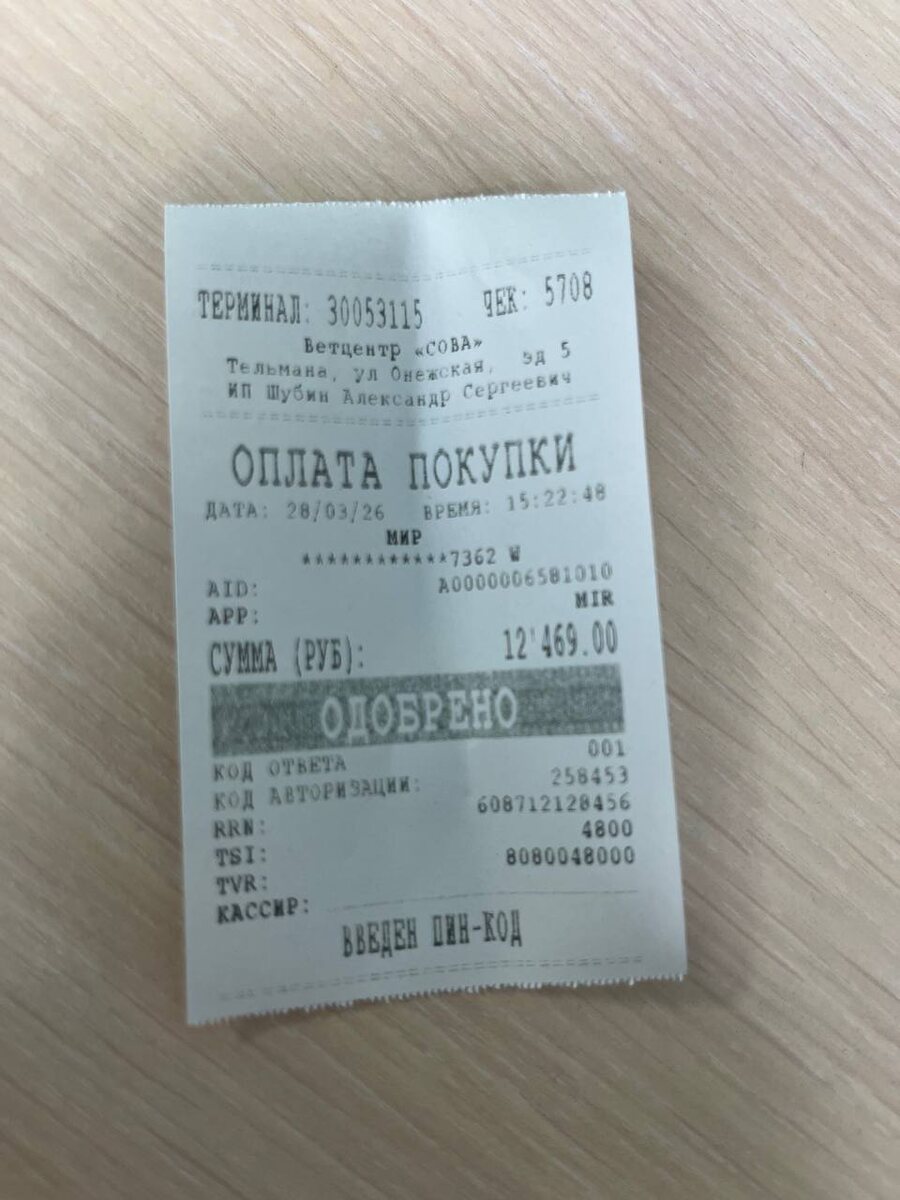 ТЕРМИНАЛ: 30053115 ЧЕК: 5708
Ветцентр «СОВА»
Тельмана, ул Онежская, зд 5
ИП Шубин Александр Сергеевич
ОПЛАТА ПОКУПКИ
ДАТА: 28/03/26 ВРЕМЯ: 15:22:48
МИР
************7362 W
AID: A0000006581010
APP: MIR
СУММА (РУБ): 12'469.00
ОДОБРЕНО
КОД ОТВЕТА 001
КОД АВТОРИЗАЦИИ: 258453
RRN: 608712128456
TSI: 4800
TVR: 8080048000
КАССИР:
ВВЕДЕН ПИН-КОД